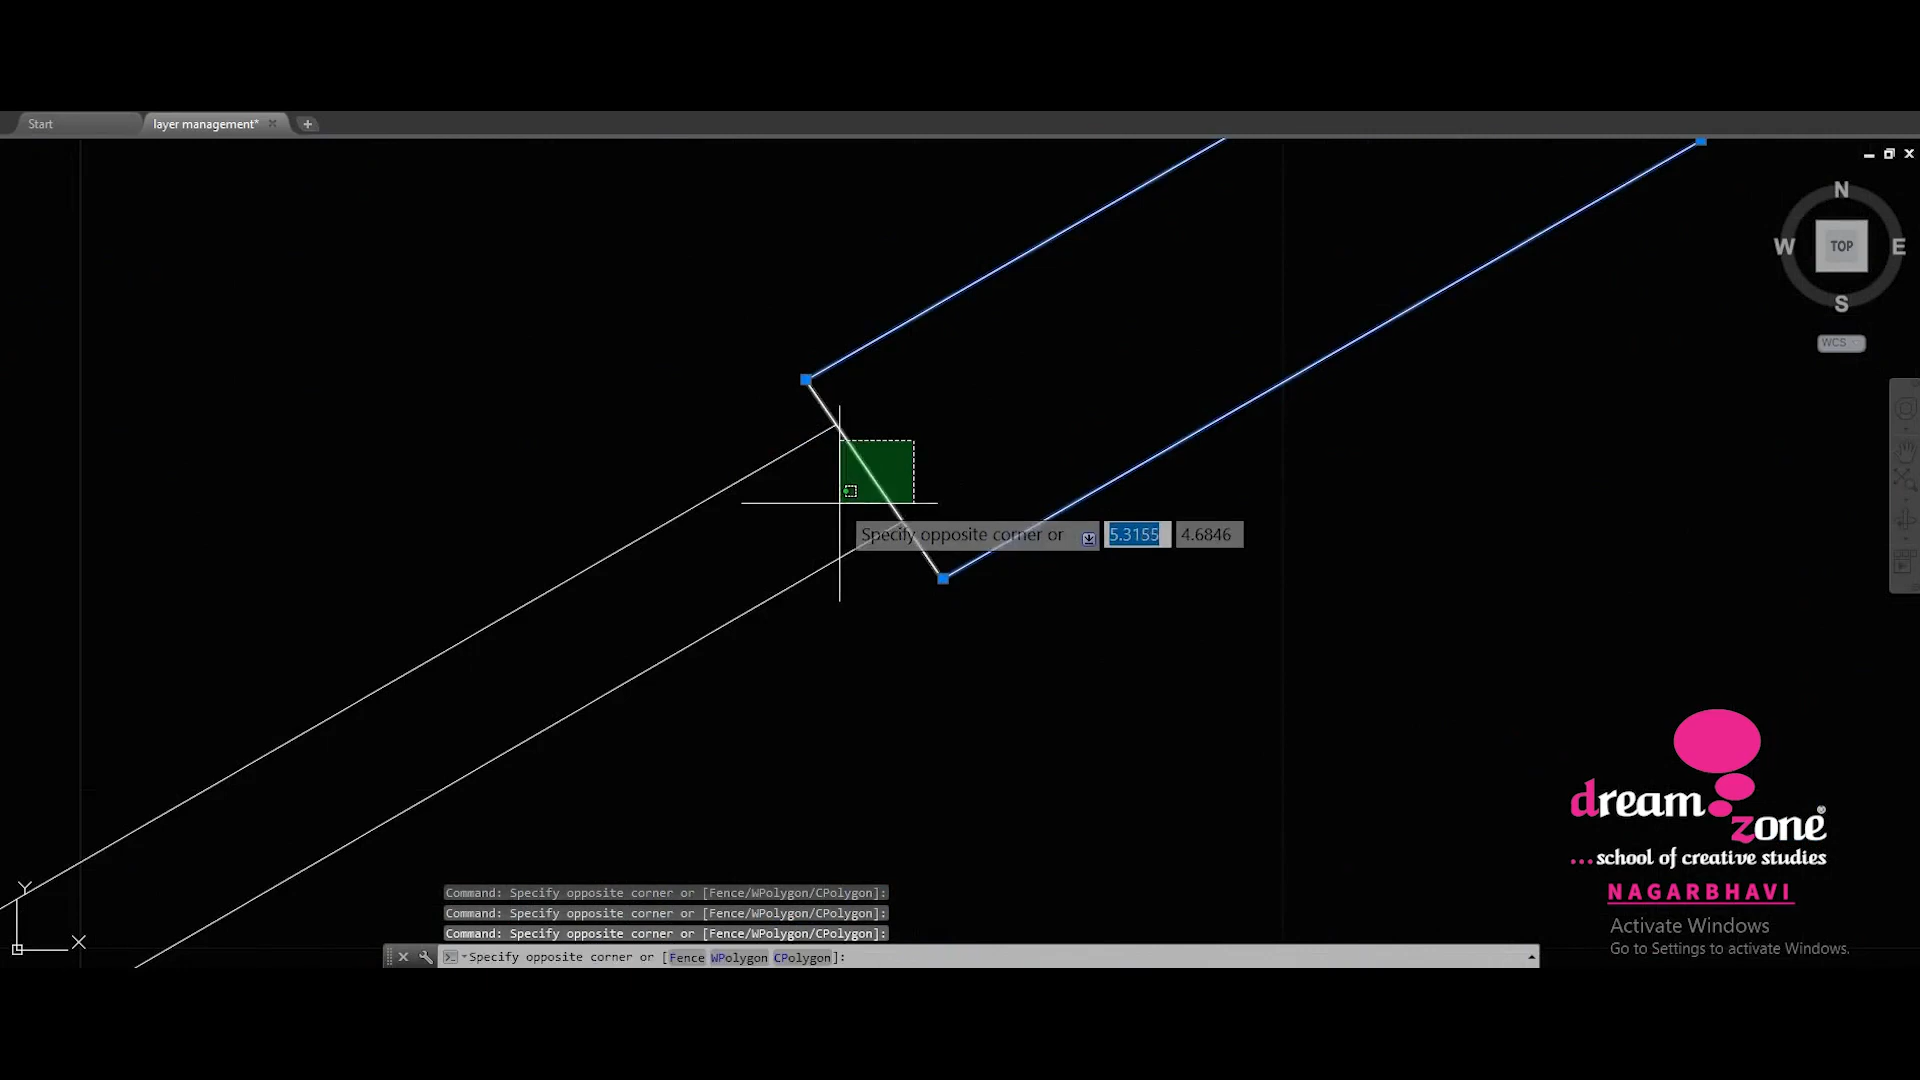 Start
layer management*
N
W TOP E
S
WCS
Specify opposite corner or 5.3155 4.6846
dream
zone®
...school of creative studies
NAGARBHAVI
Activate Windows
Go to Settings to activate Windows.
Command: Specify opposite corner or [Fence/WPolygon/CPolygon]:
Command: Specify opposite corner or [Fence/WPolygon/CPolygon]:
Command: Specify opposite corner or [Fence/WPolygon/CPolygon]:
Y
X
Specify opposite corner or [Fence WPolygon CPolygon]: